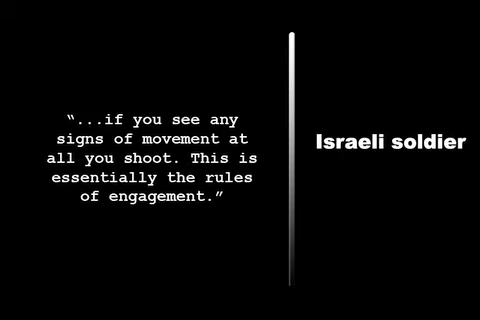 “...if you see any
signs of movement at
all you shoot. This is
essentially the rules
of engagement.”
Israeli soldier